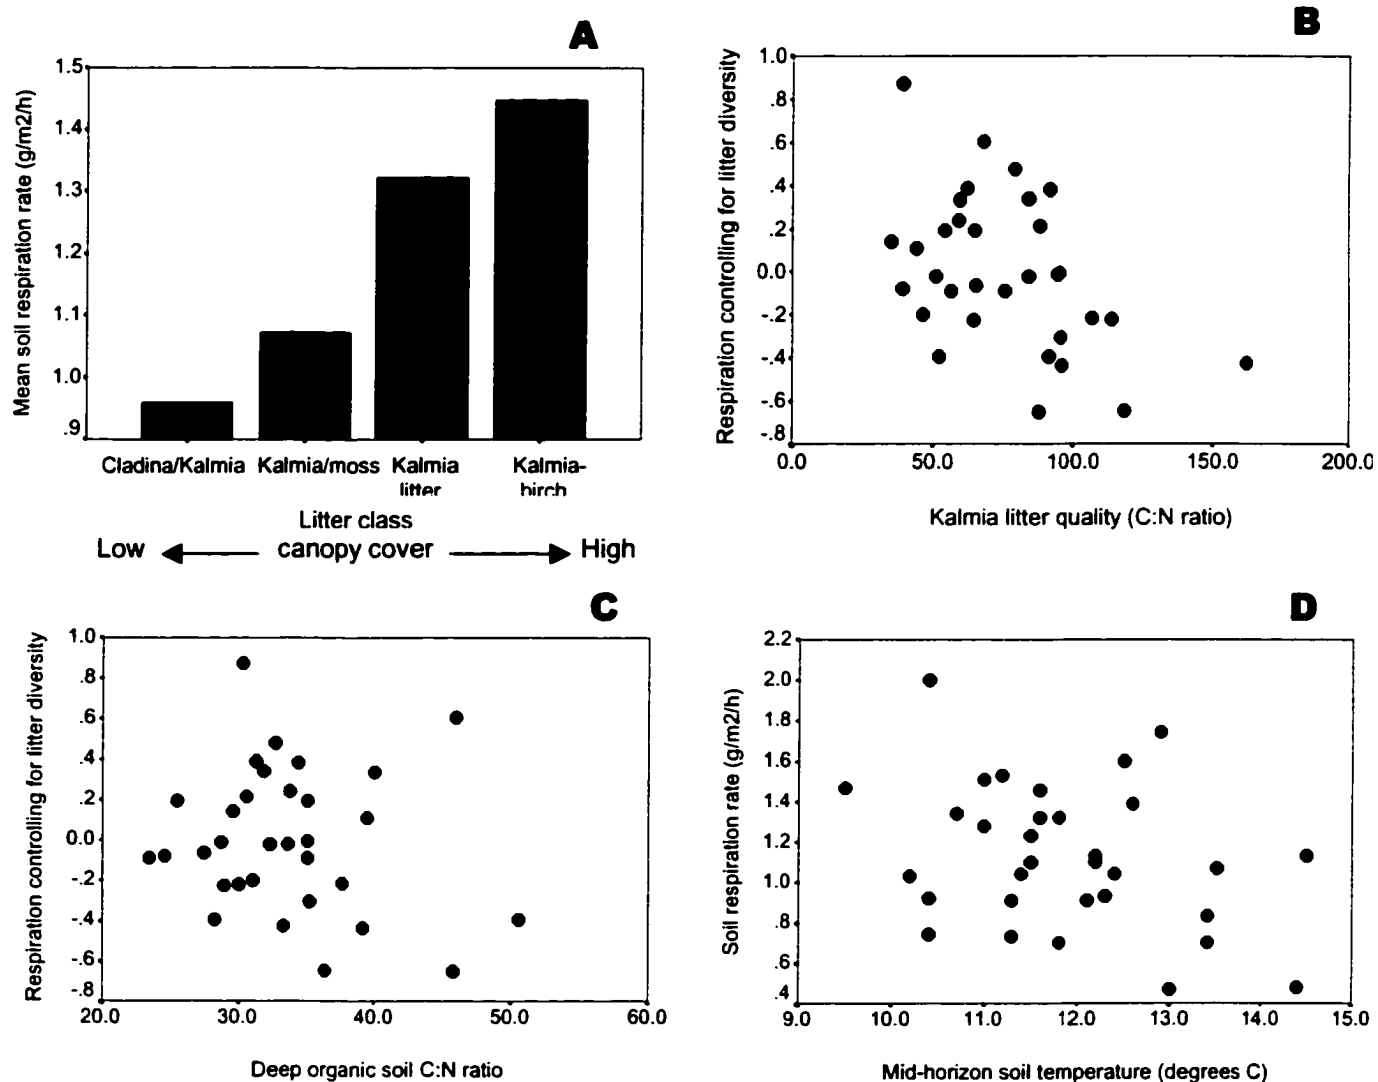 A
Mean soil respiration rate (g/m2/h)
1.5
1.4
1.3
1.2
1.10
1.0
.9
Cladina/Kalmia Kalmia/moss Kalmia litter Kalmia-birch
Litter class
Low canopy cover High
B
Respiration controlling for litter diversity
1.0
.8
.6
.4
0.2
0.0
-.2
-.4
-.6
-.8
0.0 50.0 100.0 150.0 200.0
Kalmia litter quality (C:N ratio)
C
Respiration controlling for litter diversity
1.0
.8
.6
.4
.2
0.0
-.2
-.4
-.6
-.8
20.0 30.0 40.0 50.0 60.0
Deep organic soil C:N ratio
D
Soil respiration rate (g/m2/h)
2.2
2.0
1.8
1.6
1.4
1.2
1.0
.8
.6
.4
9.0 10.0 11.0 12.0 13.0 14.0 15.0
Mid-horizon soil temperature (degrees C)